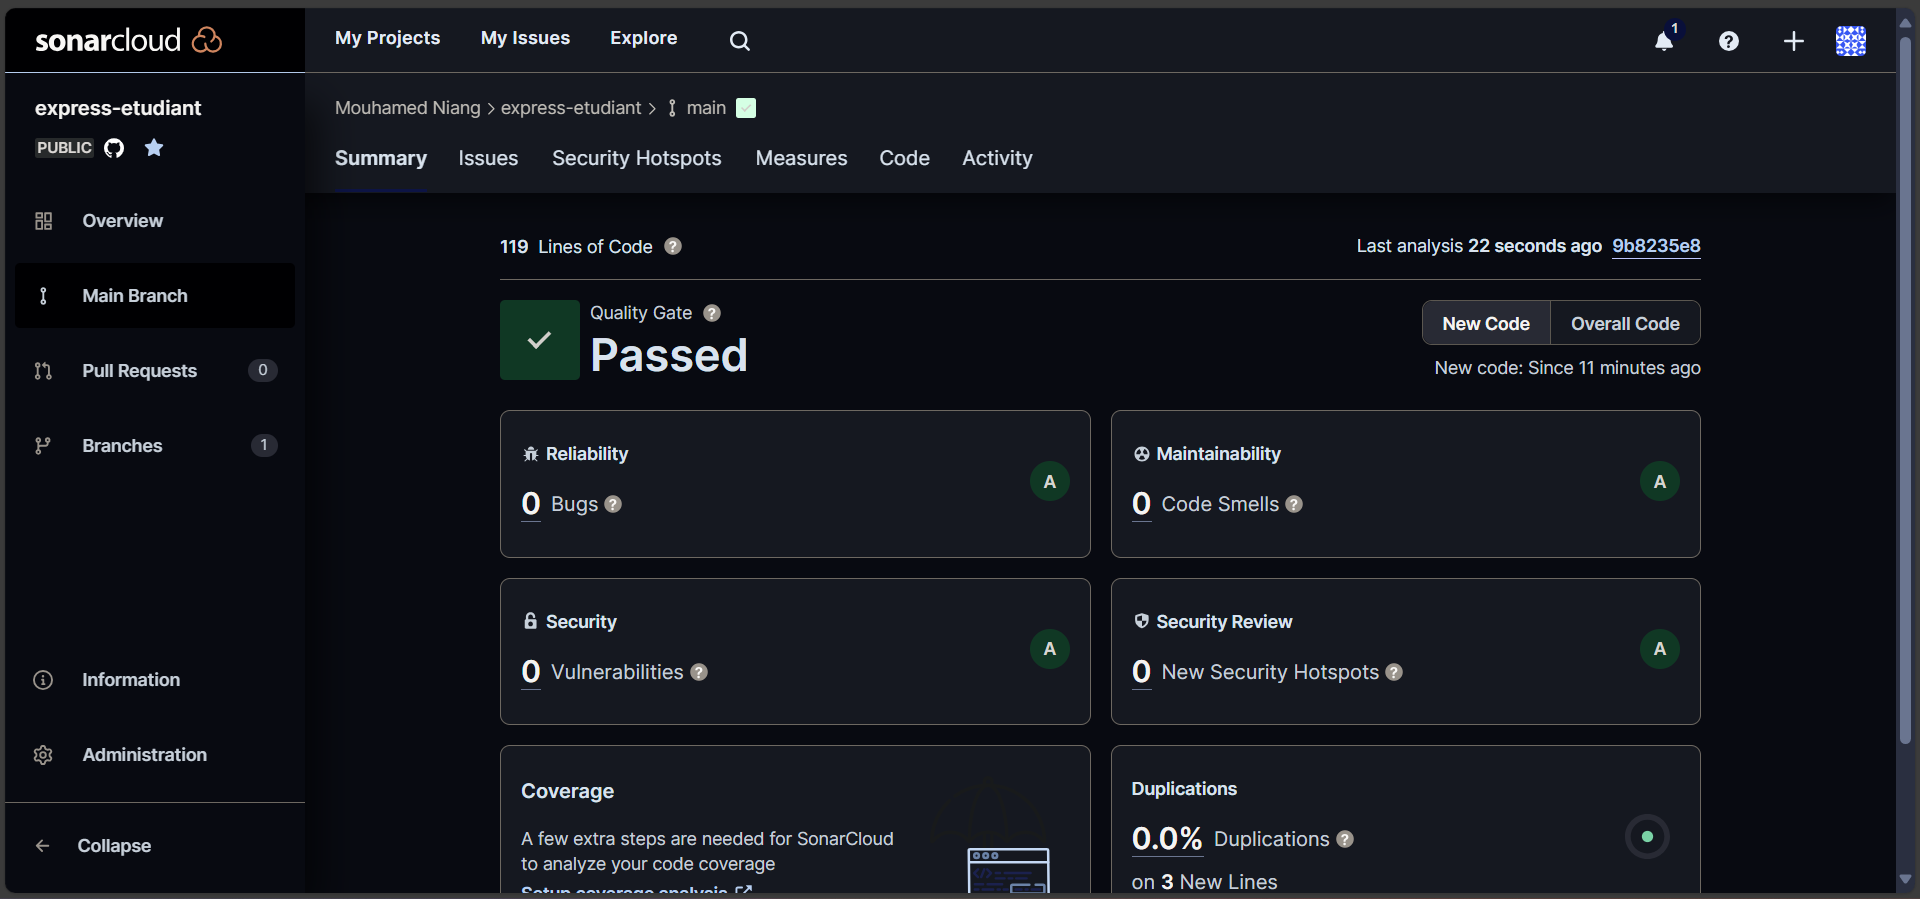 sonarcloud
My Projects
My Issues
Explore
1
express-etudiant
PUBLIC
Overview
Main Branch
Pull Requests 0
Branches 1
Information
Administration
Collapse
Mouhamed Niang > express-etudiant > main
Summary
Issues
Security Hotspots
Measures
Code
Activity
119 Lines of Code ?
Last analysis 22 seconds ago 9b8235e8
Quality Gate ?
Passed
New Code
Overall Code
New code: Since 11 minutes ago
Reliability
0 Bugs ?
A
Maintainability
0 Code Smells ?
A
Security
0 Vulnerabilities ?
A
Security Review
0 New Security Hotspots ?
A
Coverage
A few extra steps are needed for SonarCloud
to analyze your code coverage
Setup coverage analysis
Duplications
0.0% Duplications ?
on 3 New Lines